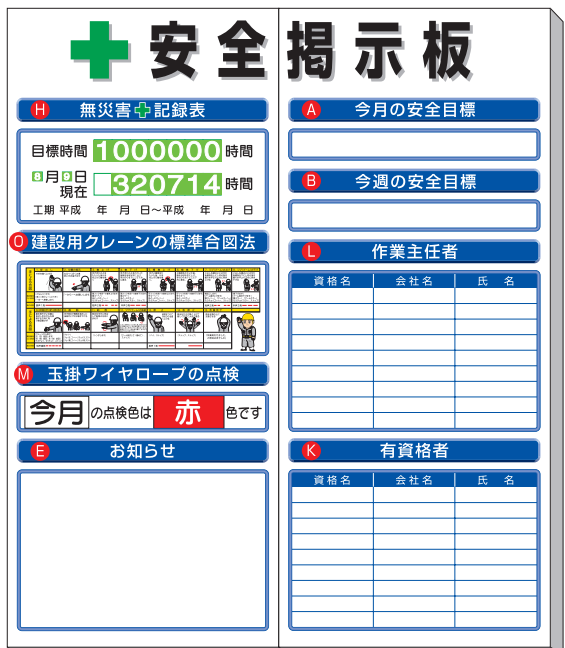 安全掲示板
H 無災害記録表
目標時間 1000000 時間
8月9日
現在 320714 時間
工期 平成 年 月 日～平成 年 月 日
O 建設用クレーンの標準合図法
M 玉掛ワイヤロープの点検
今月の点検色は 赤 色です
E お知らせ
A 今月の安全目標
B 今週の安全目標
L 作業主任者
資格名 会社名 氏 名
K 有資格者
資格名 会社名 氏 名